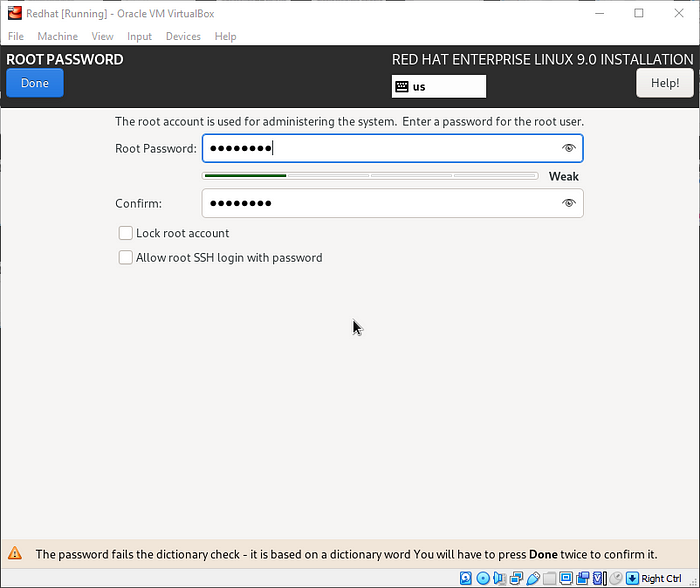 Redhat [Running] - Oracle VM VirtualBox
File Machine View Input Devices Help
ROOT PASSWORD
RED HAT ENTERPRISE LINUX 9.0 INSTALLATION
Done
us
Help!
The root account is used for administering the system. Enter a password for the root user.
Root Password: ●●●●●●●●
Weak
Confirm: ●●●●●●●●
Lock root account
Allow root SSH login with password
The password fails the dictionary check - it is based on a dictionary word You will have to press Done twice to confirm it.
Right Ctrl